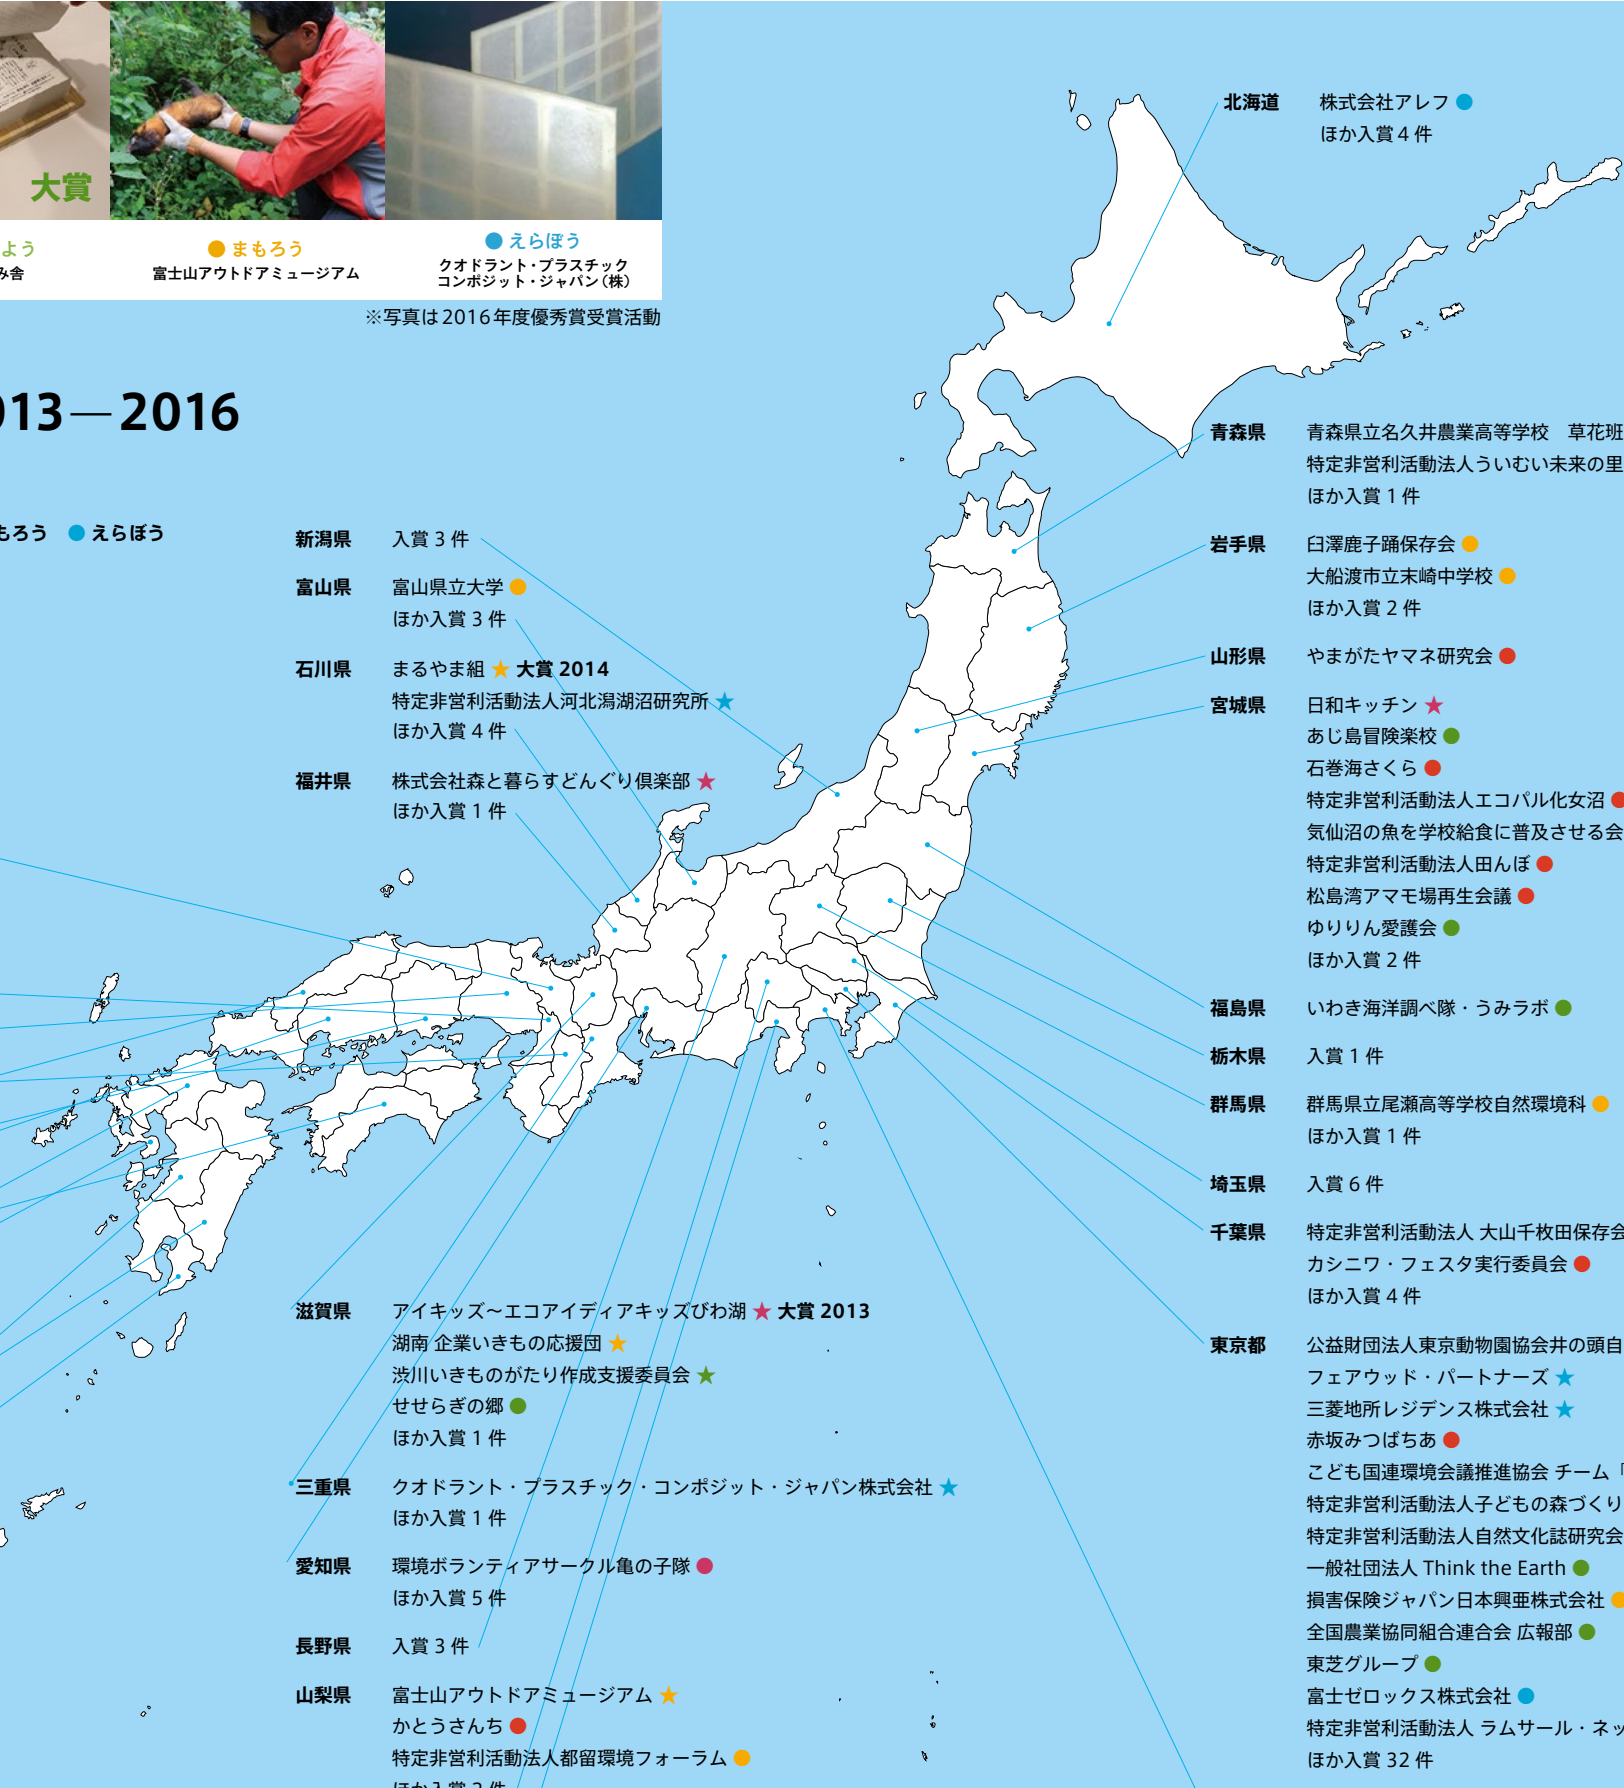 大賞
よう
み舎
● まもろう
富士山アウトドアミュージアム
● えらぼう
クオドラント・プラスチック
コンポジット・ジャパン(株)
※写真は2016年度優秀賞受賞活動
013―2016
もろう ● えらぼう
新潟県 入賞 3 件
富山県 富山県立大学 ●
ほか入賞 3 件
石川県 まるやま組 ★ 大賞 2014
特定非営利活動法人河北潟湖沼研究所 ★
ほか入賞 4 件
福井県 株式会社森と暮らすどんぐり倶楽部 ★
ほか入賞 1 件
滋賀県 アイキッズ～エコアイディアキッズびわ湖 ★ 大賞 2013
湖南 企業いきもの応援団 ★
渋川いきものがたり作成支援委員会 ★
せせらぎの郷 ●
ほか入賞 1 件
三重県 クオドラント・プラスチック・コンポジット・ジャパン株式会社 ★
ほか入賞 1 件
愛知県 環境ボランティアサークル亀の子隊 ●
ほか入賞 5 件
長野県 入賞 3 件
山梨県 富士山アウトドアミュージアム ★
かとうさんち ●
特定非営利活動法人都留環境フォーラム ●
北海道 株式会社アレフ ●
ほか入賞 4 件
青森県 青森県立名久井農業高等学校 草花班
特定非営利活動法人ういむい未来の里
ほか入賞 1 件
岩手県 臼澤鹿子踊保存会 ●
大船渡市立末崎中学校 ●
ほか入賞 2 件
山形県 やまがたヤマネ研究会 ●
宮城県 日和キッチン ★
あじ島冒険楽校 ●
石巻海さくら ●
特定非営利活動法人エコパル化女沼 ●
気仙沼の魚を学校給食に普及させる会
特定非営利活動法人田んぼ ●
松島湾アマモ場再生会議 ●
ゆりりん愛護会 ●
ほか入賞 2 件
福島県 いわき海洋調べ隊・うみラボ ●
栃木県 入賞 1 件
群馬県 群馬県立尾瀬高等学校自然環境科 ●
ほか入賞 1 件
埼玉県 入賞 6 件
千葉県 特定非営利活動法人 大山千枚田保存会
カシニワ・フェスタ実行委員会 ●
ほか入賞 4 件
東京都 公益財団法人東京動物園協会井の頭自
フェアウッド・パートナーズ ★
三菱地所レジデンス株式会社 ★
赤坂みつばちあ ●
こども国連環境会議推進協会 チーム「
特定非営利活動法人子どもの森づくり
特定非営利活動法人自然文化誌研究会
一般社団法人 Think the Earth ●
損害保険ジャパン日本興亜株式会社 ●
全国農業協同組合連合会 広報部 ●
東芝グループ ●
富士ゼロックス株式会社 ●
特定非営利活動法人 ラムサール・ネッ
ほか入賞 32 件